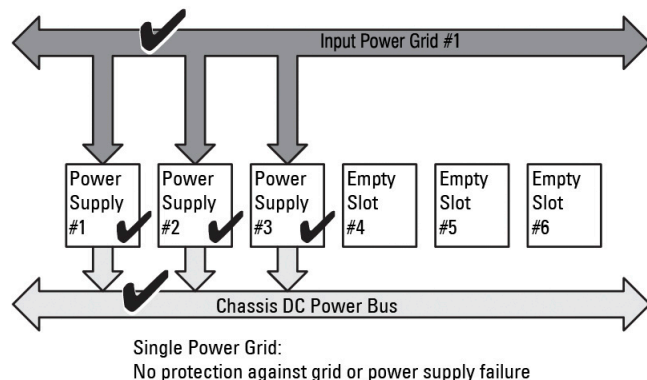 Input Power Grid #1
Power Supply #1
Power Supply #2
Power Supply #3
Empty Slot #4
Empty Slot #5
Empty Slot #6
Chassis DC Power Bus
Single Power Grid:
No protection against grid or power supply failure